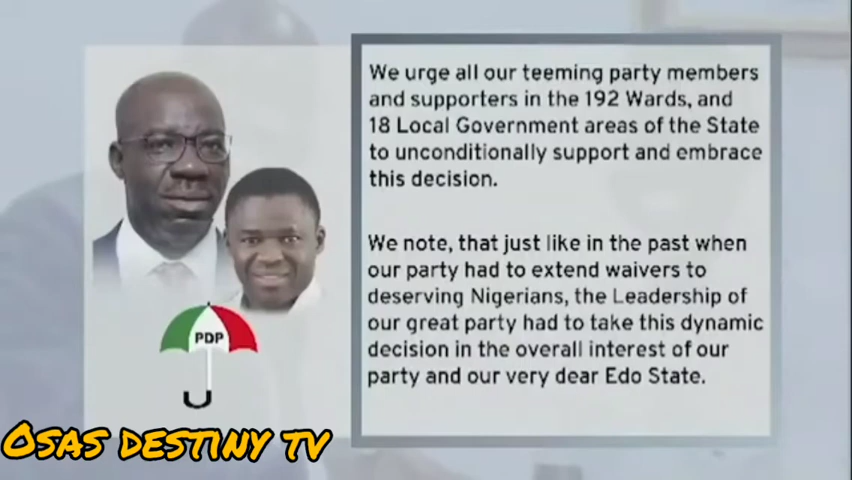 We urge all our teeming party members
and supporters in the 192 Wards, and
18 Local Government areas of the State
to unconditionally support and embrace
this decision.
We note, that just like in the past when
our party had to extend waivers to
deserving Nigerians, the Leadership of
our great party had to take this dynamic
decision in the overall interest of our
party and our very dear Edo State.
PDP
OSAS DESTINY TV